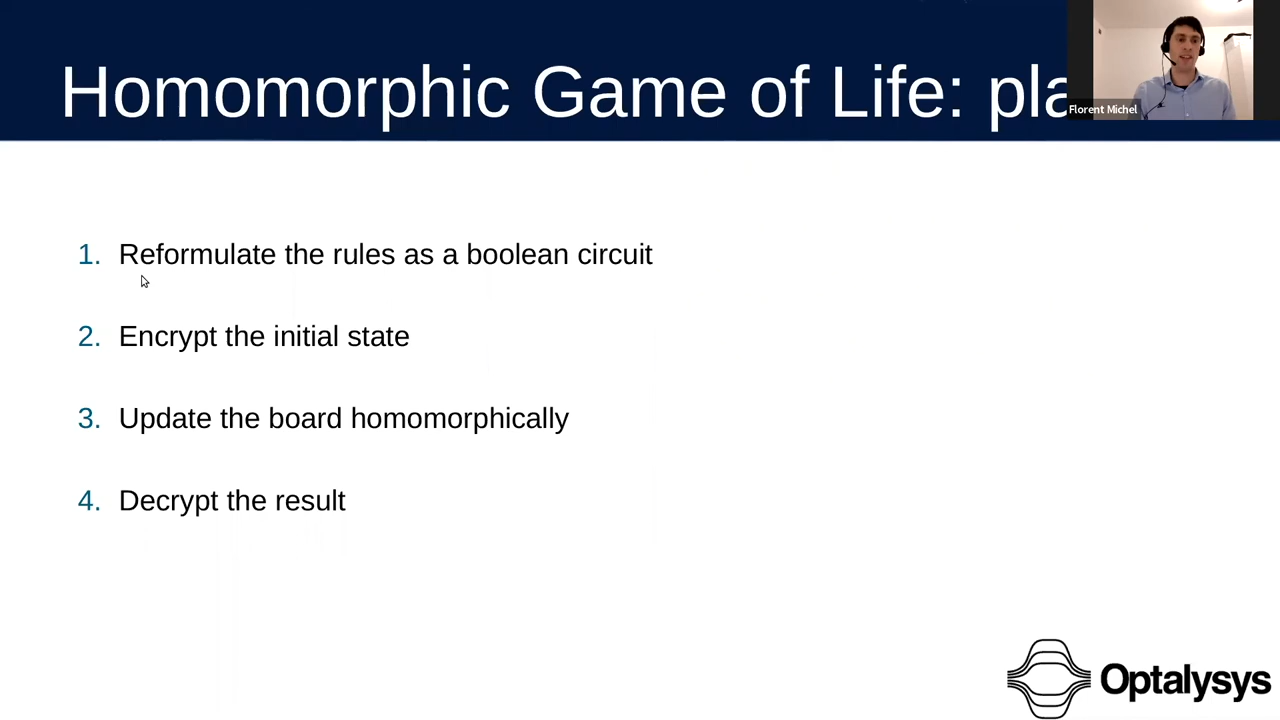 Homomorphic Game of Life: pla
Florent Michel
1. Reformulate the rules as a boolean circuit
2. Encrypt the initial state
3. Update the board homomorphically
4. Decrypt the result
Optalysys